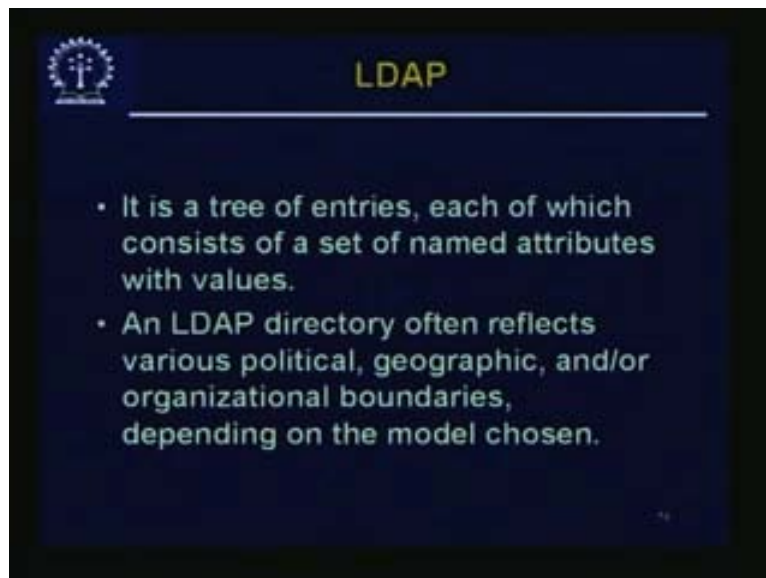 LDAP
• It is a tree of entries, each of which
consists of a set of named attributes
with values.
• An LDAP directory often reflects
various political, geographic, and/or
organizational boundaries,
depending on the model chosen.